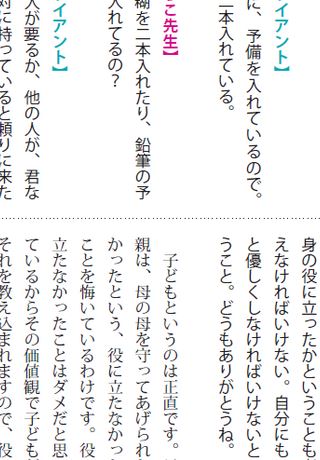 イアント】
に、予備を入れているので。
二本入れている。
こ先生】
糊を二本入れたり、鉛筆の予
入れてるの？
イアント】
人が要るか、他の人が、君な
対に持っていると頼りに来た
身の役に立ったかということも
えなければいけない。自分にも
と優しくしなければいけないと
うこと。どうもありがとうね。
子どもというのは正直です。
親は、母の母を守ってあげられ
かったという、役に立たなかっ
ことを悔いているわけです。役
立たなかったことはダメだと思
ているからその価値観で子ども
それを教え込まれますので、役